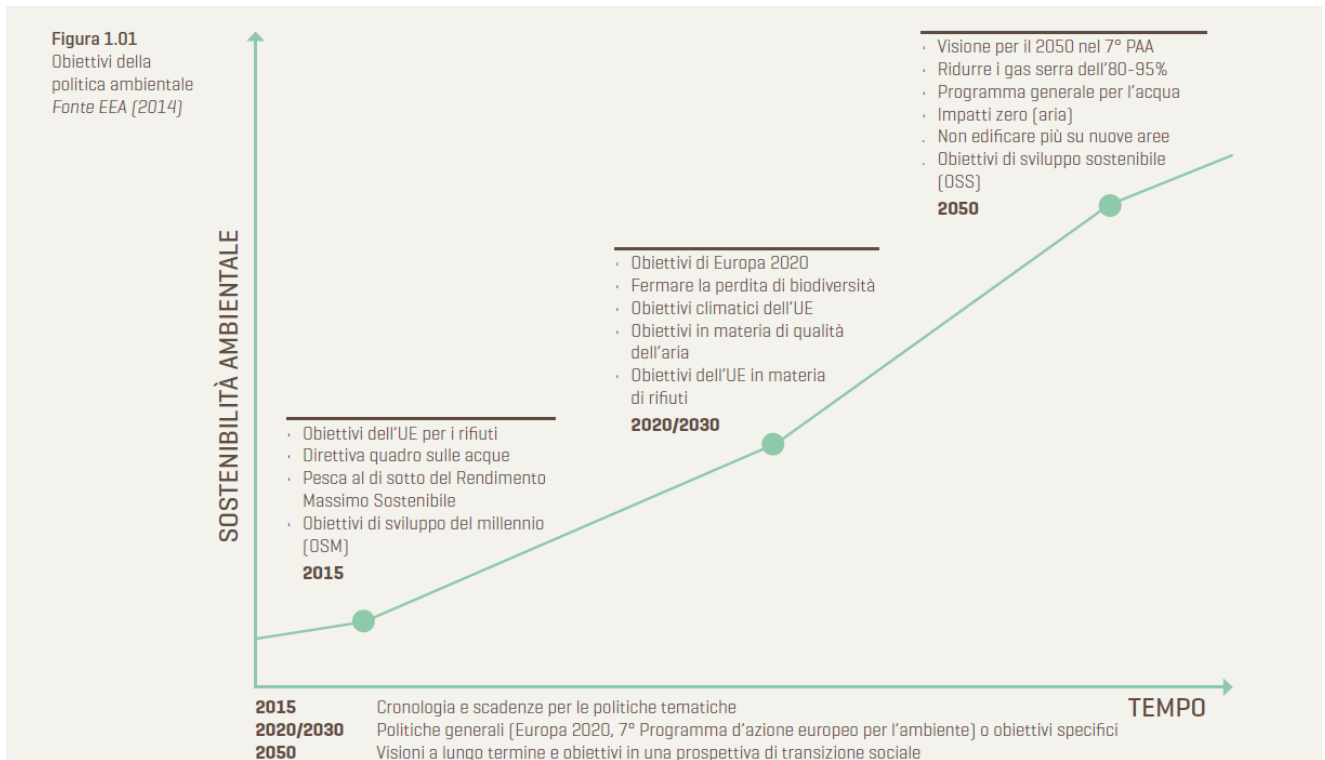 Figura 1.01
Obiettivi della
politica ambientale
Fonte EEA (2014)
SOSTENIBILITÀ AMBIENTALE
· Obiettivi dell'UE per i rifiuti
· Direttiva quadro sulle acque
· Pesca al di sotto del Rendimento
Massimo Sostenibile
· Obiettivi di sviluppo del millennio
(OSM)
2015
· Obiettivi di Europa 2020
· Fermare la perdita di biodiversità
· Obiettivi climatici dell'UE
· Obiettivi in materia di qualità
dell'aria
· Obiettivi dell'UE in materia
di rifiuti
2020/2030
· Visione per il 2050 nel 7° PAA
· Ridurre i gas serra dell'80-95%
· Programma generale per l'acqua
· Impatti zero (aria)
. Non edificare più su nuove aree
. Obiettivi di sviluppo sostenibile
(OSS)
2050
TEMPO
2015 Cronologia e scadenze per le politiche tematiche
2020/2030 Politiche generali (Europa 2020, 7° Programma d'azione europeo per l'ambiente) o obiettivi specifici
2050 Visioni a lungo termine e obiettivi in una prospettiva di transizione sociale